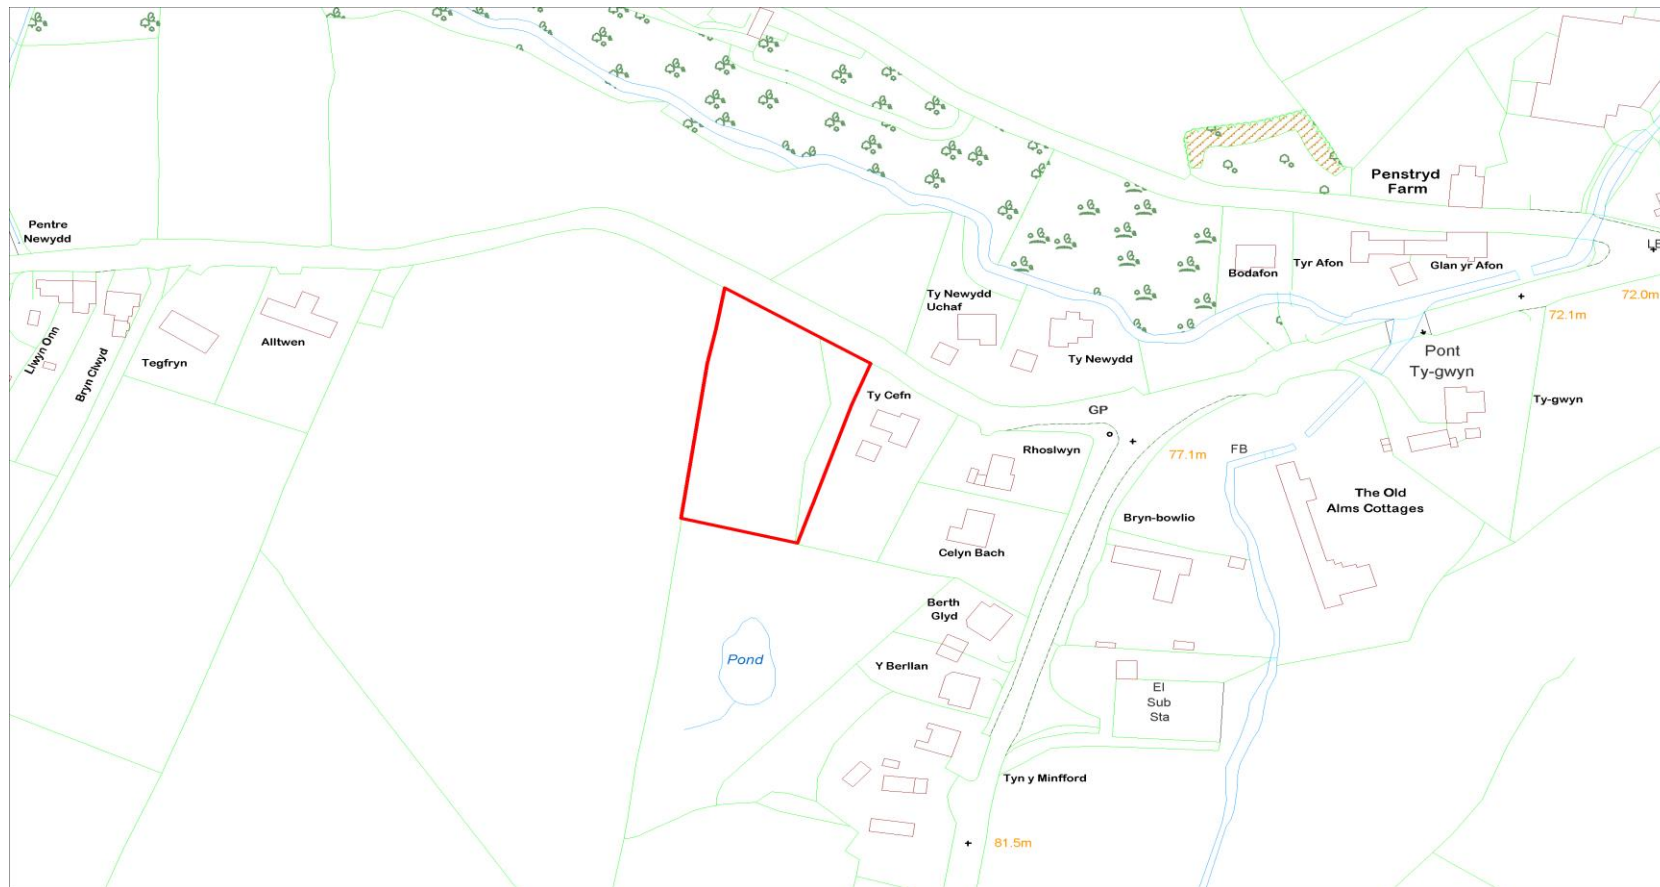 Pentre
Newydd
Llwyn Onn
Bryn Clwyd
Tegfryn
Alltwen
Penstryd
Farm
LB
Bodafon
Tyr Afon
Glan yr Afon
72.0m
72.1m
Ty Newydd
Uchaf
Ty Newydd
Pont
Ty-gwyn
Ty-gwyn
Ty Cefn
GP
77.1m
FB
Rhoslwyn
The Old
Alms Cottages
Bryn-bowlio
Celyn Bach
Berth
Glyd
Pond
Y Berllan
El
Sub
Sta
Tyn y Minffford
81.5m